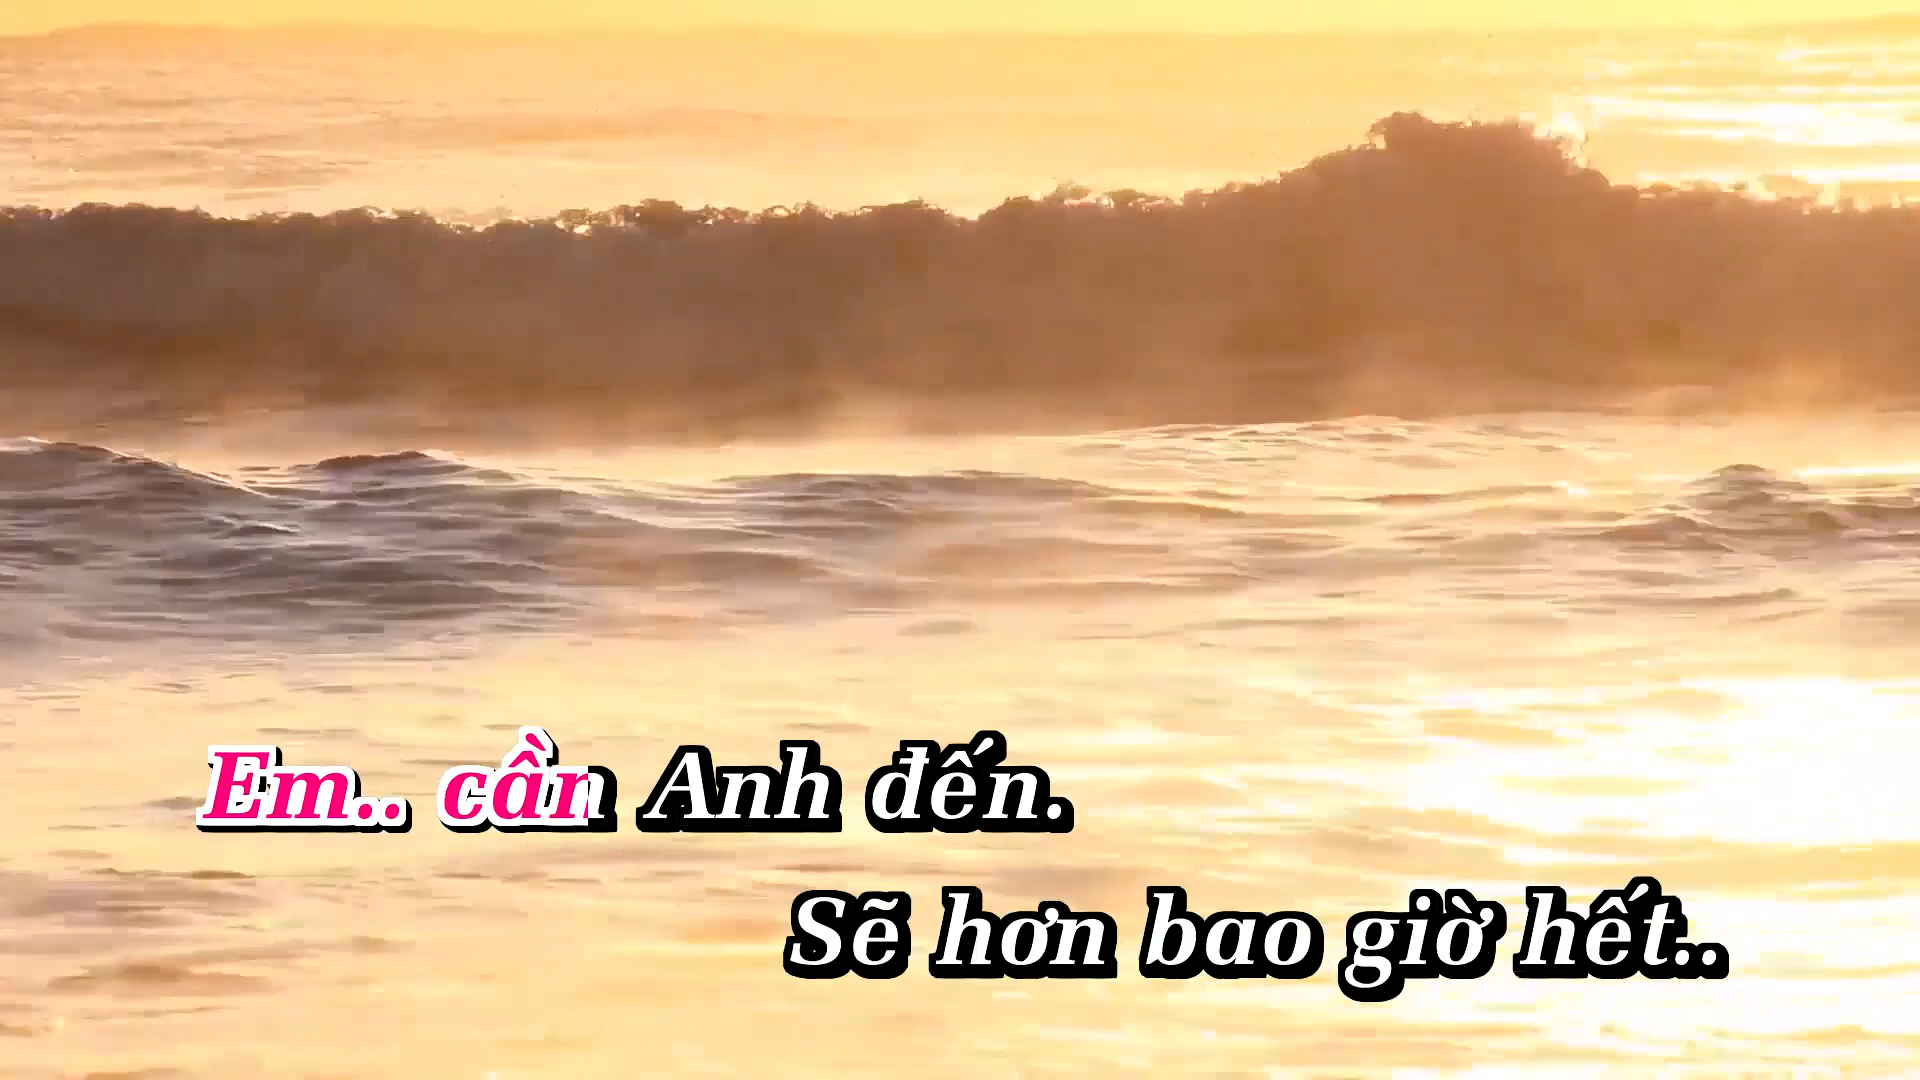 Em.. cần Anh đến.
Sẽ hơn bao giờ hết..